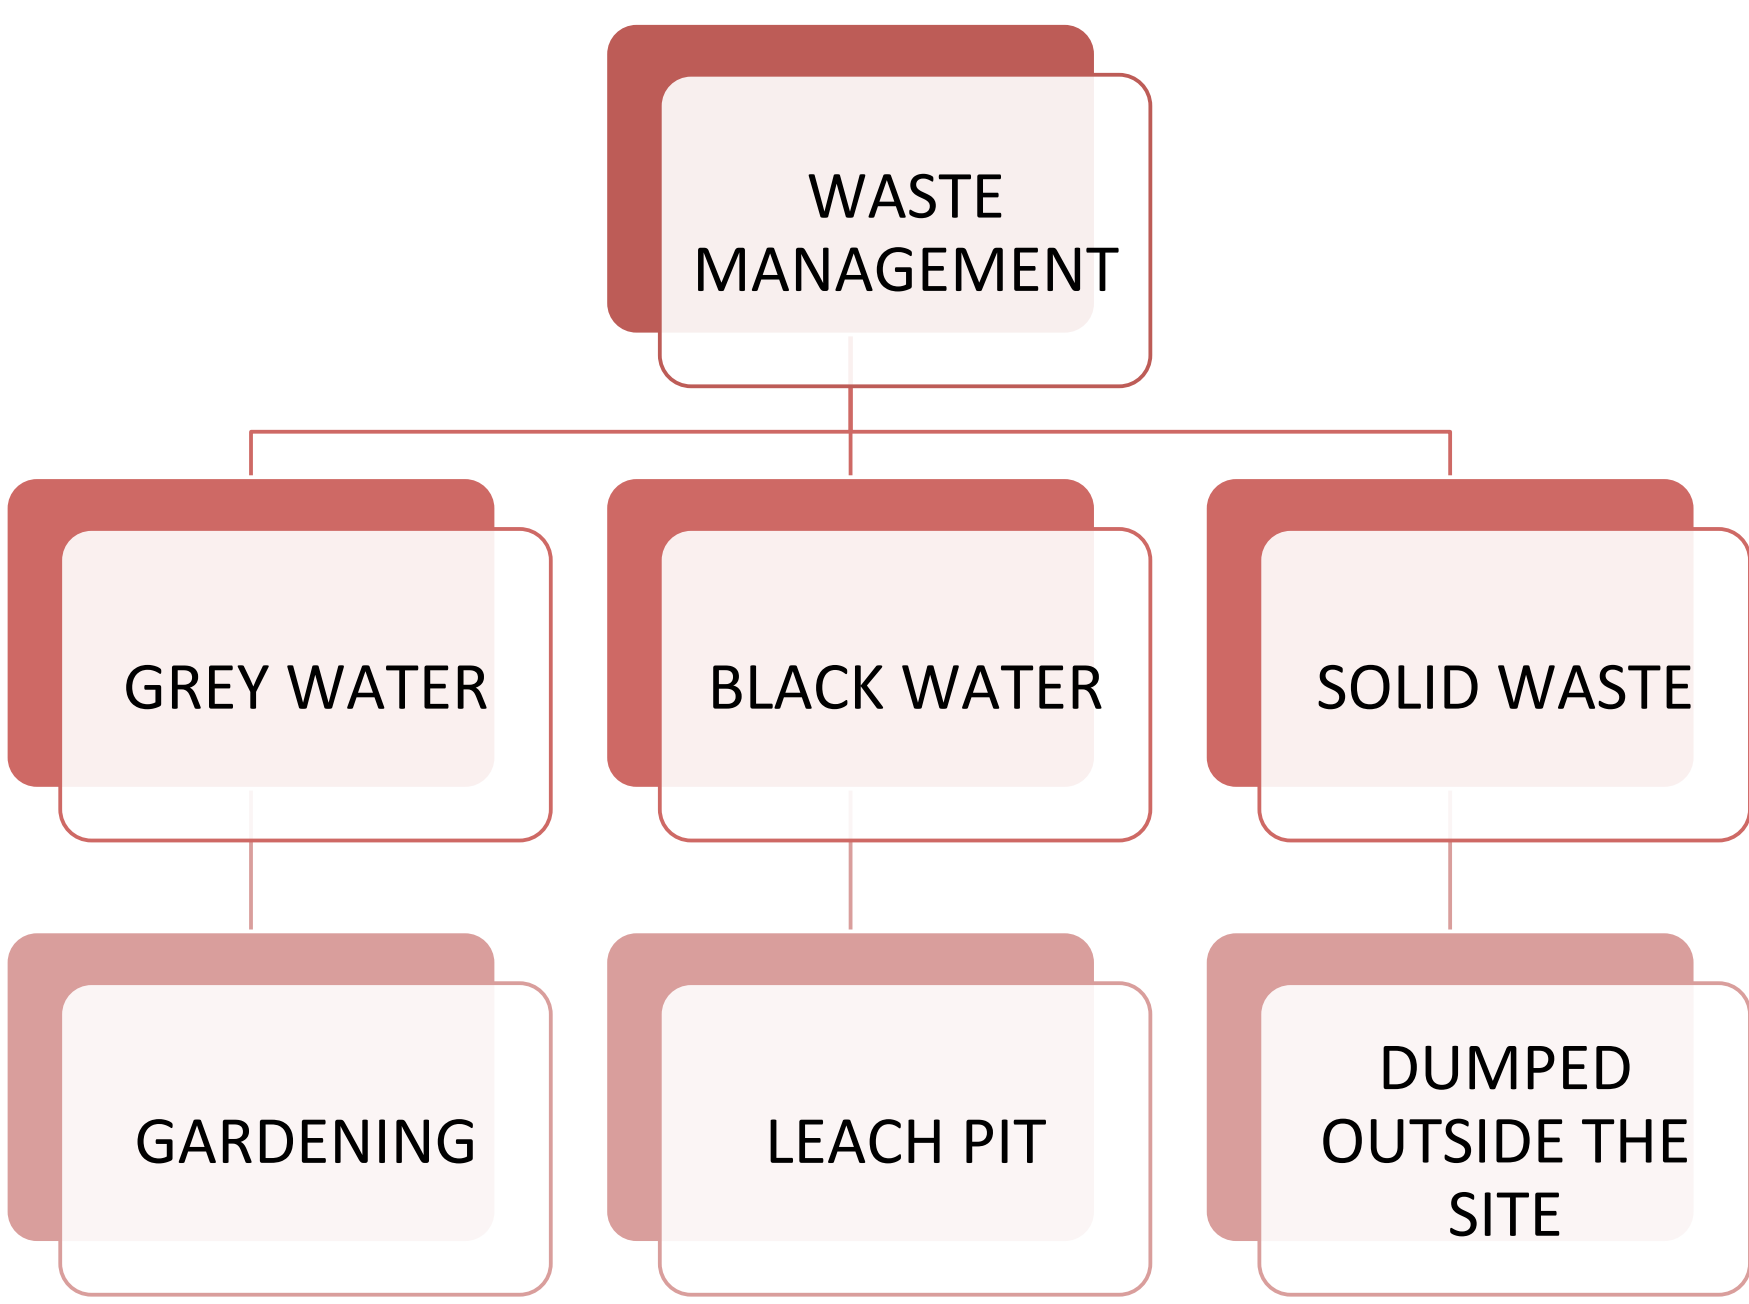 WASTE
MANAGEMENT
GREY WATER
BLACK WATER
SOLID WASTE
GARDENING
LEACH PIT
DUMPED
OUTSIDE THE
SITE